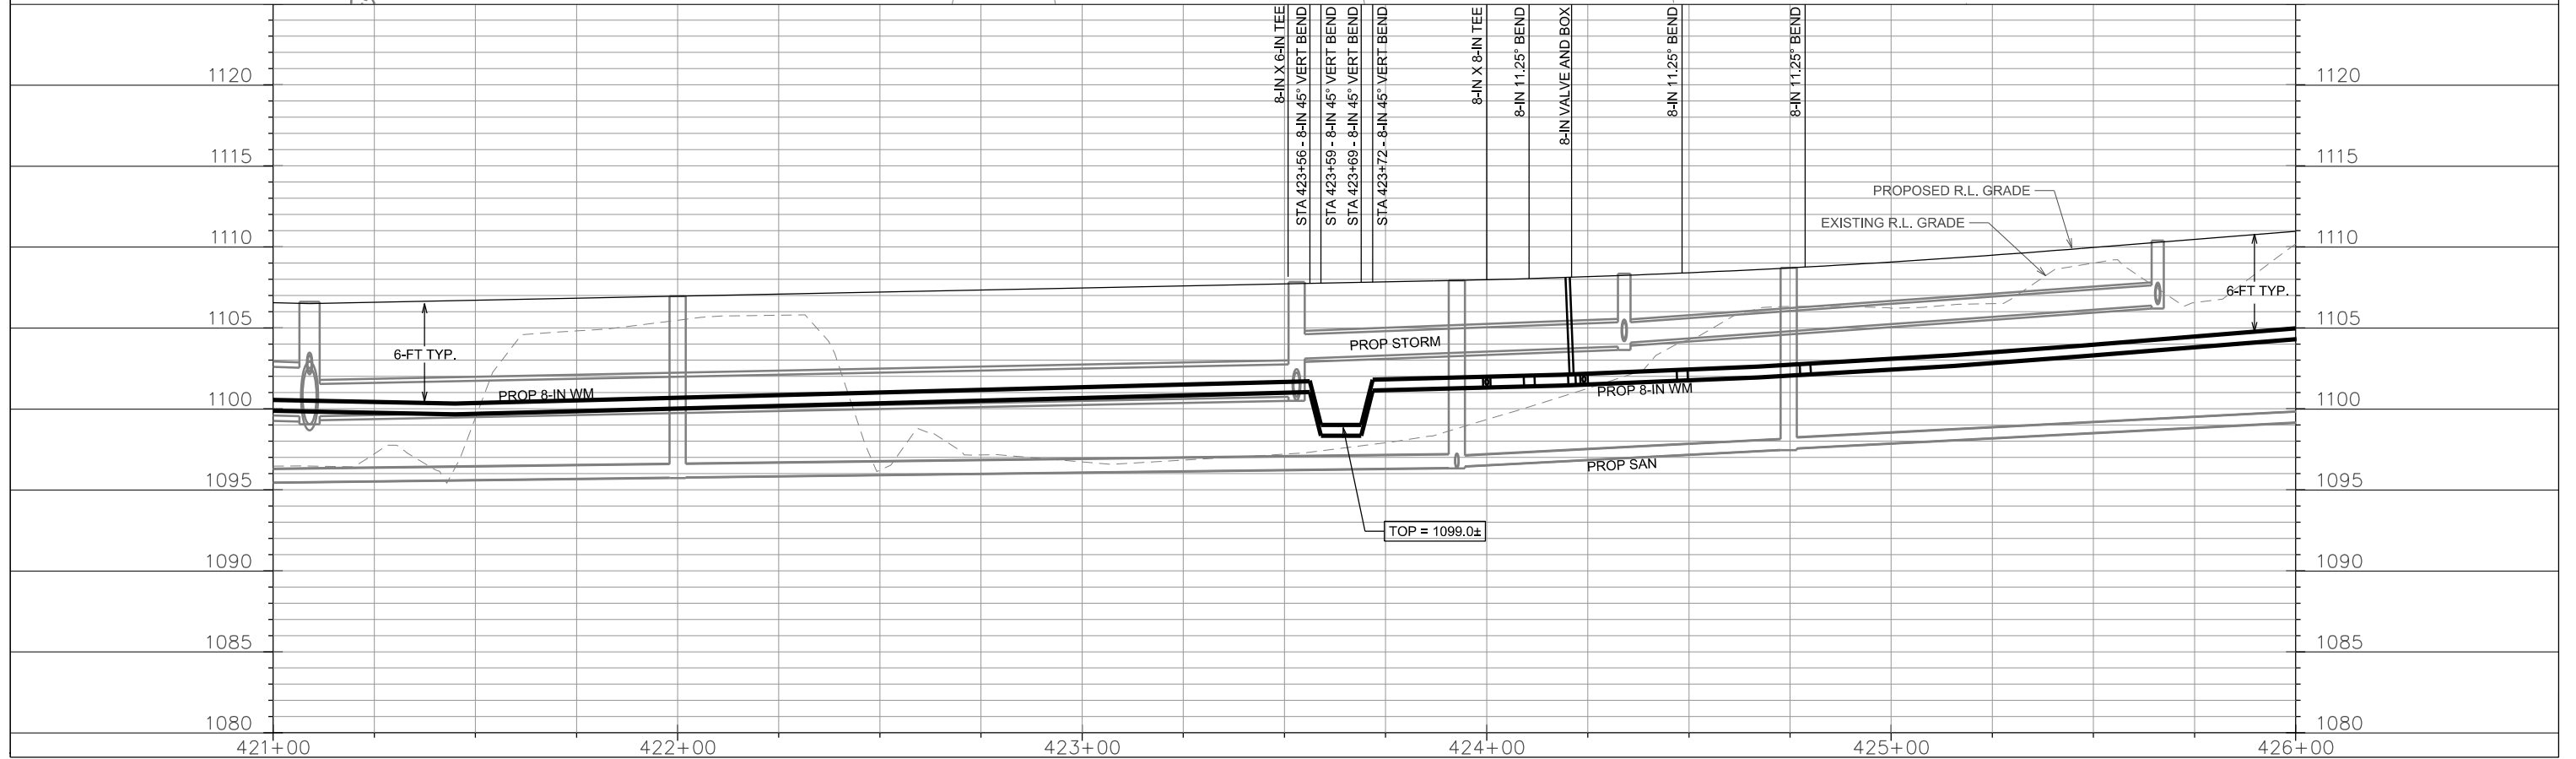 8-IN X 6-IN TEE
STA 423+56 - 8-IN 45° VERT BEND
STA 423+59 - 8-IN 45° VERT BEND
STA 423+69 - 8-IN 45° VERT BEND
STA 423+72 - 8-IN 45° VERT BEND
8-IN X 8-IN TEE
8-IN 11.25° BEND
8-IN VALVE AND BOX
8-IN 11.25° BEND
8-IN 11.25° BEND
1120
1120
1115
1115
PROPOSED R.L. GRADE
EXISTING R.L. GRADE
1110
1110
6-FT TYP.
1105
1105
PROP STORM
6-FT TYP.
PROP 8-IN WM
PROP 8-IN WM
1100
1100
PROP SAN
1095
1095
TOP = 1099.0±
1090
1090
1085
1085
1080
1080
421+00
422+00
423+00
424+00
425+00
426+00